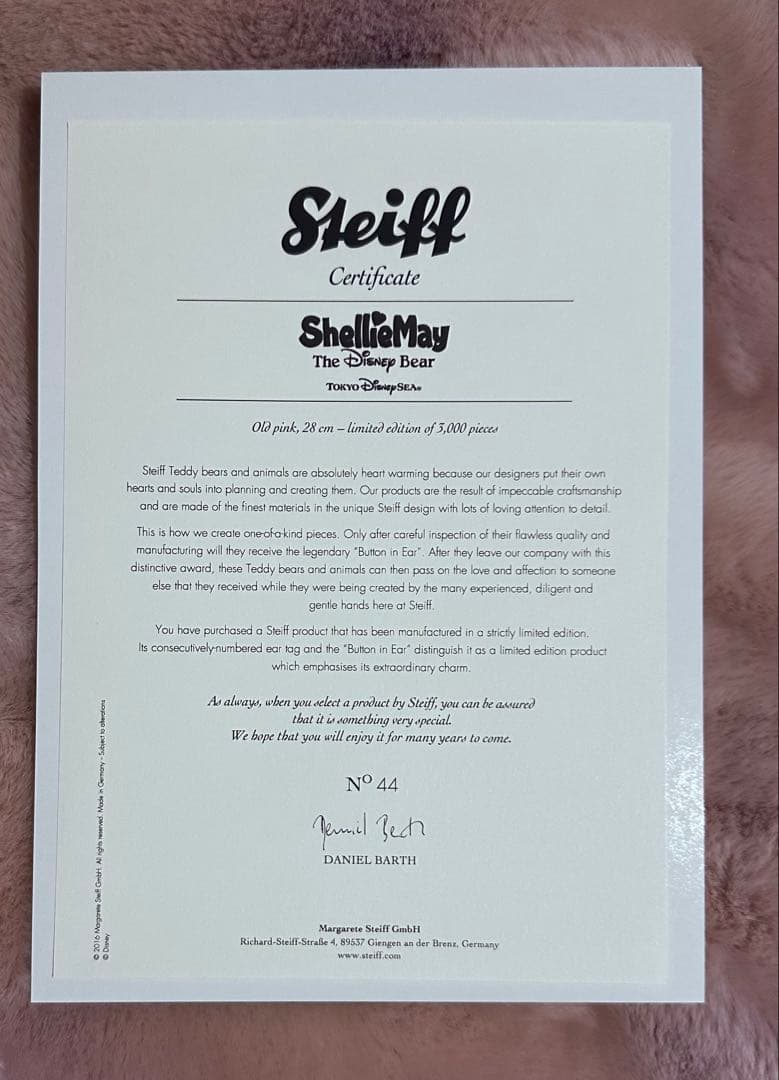 Steiff
Certificate
ShellieMay
The Disney Bear
TOKYO Disney SEA®
Old pink, 28 cm – limited edition of 3,000 pieces
Steiff Teddy bears and animals are absolutely heart warming because our designers put their own
hearts and souls into planning and creating them. Our products are the result of impeccable craftsmanship
and are made of the finest materials in the unique Steiff design with lots of loving attention to detail.
This is how we create one-of-a-kind pieces. Only after careful inspection of their flawless quality and
manufacturing will they receive the legendary "Button in Ear". After they leave our company with this
distinctive award, these Teddy bears and animals can then pass on the love and affection to someone
else that they received while they were being created by the many experienced, diligent and
gentle hands here at Steiff.
You have purchased a Steiff product that has been manufactured in a strictly limited edition.
Its consecutively-numbered ear tag and the "Button in Ear" distinguish it as a limited edition product
which emphasises its extraordinary charm.
As always, when you select a product by Steiff, you can be assured
that it is something very special.
We hope that you will enjoy it for many years to come.
Nº 44
Daniel Barth
DANIEL BARTH
Margarete Steiff GmbH
Richard-Steiff-Straße 4, 89537 Giengen an der Brenz, Germany
www.steiff.com
© 2016 Margarete Steiff GmbH. All rights reserved. Made in Germany – Subject to alterations
© Disney